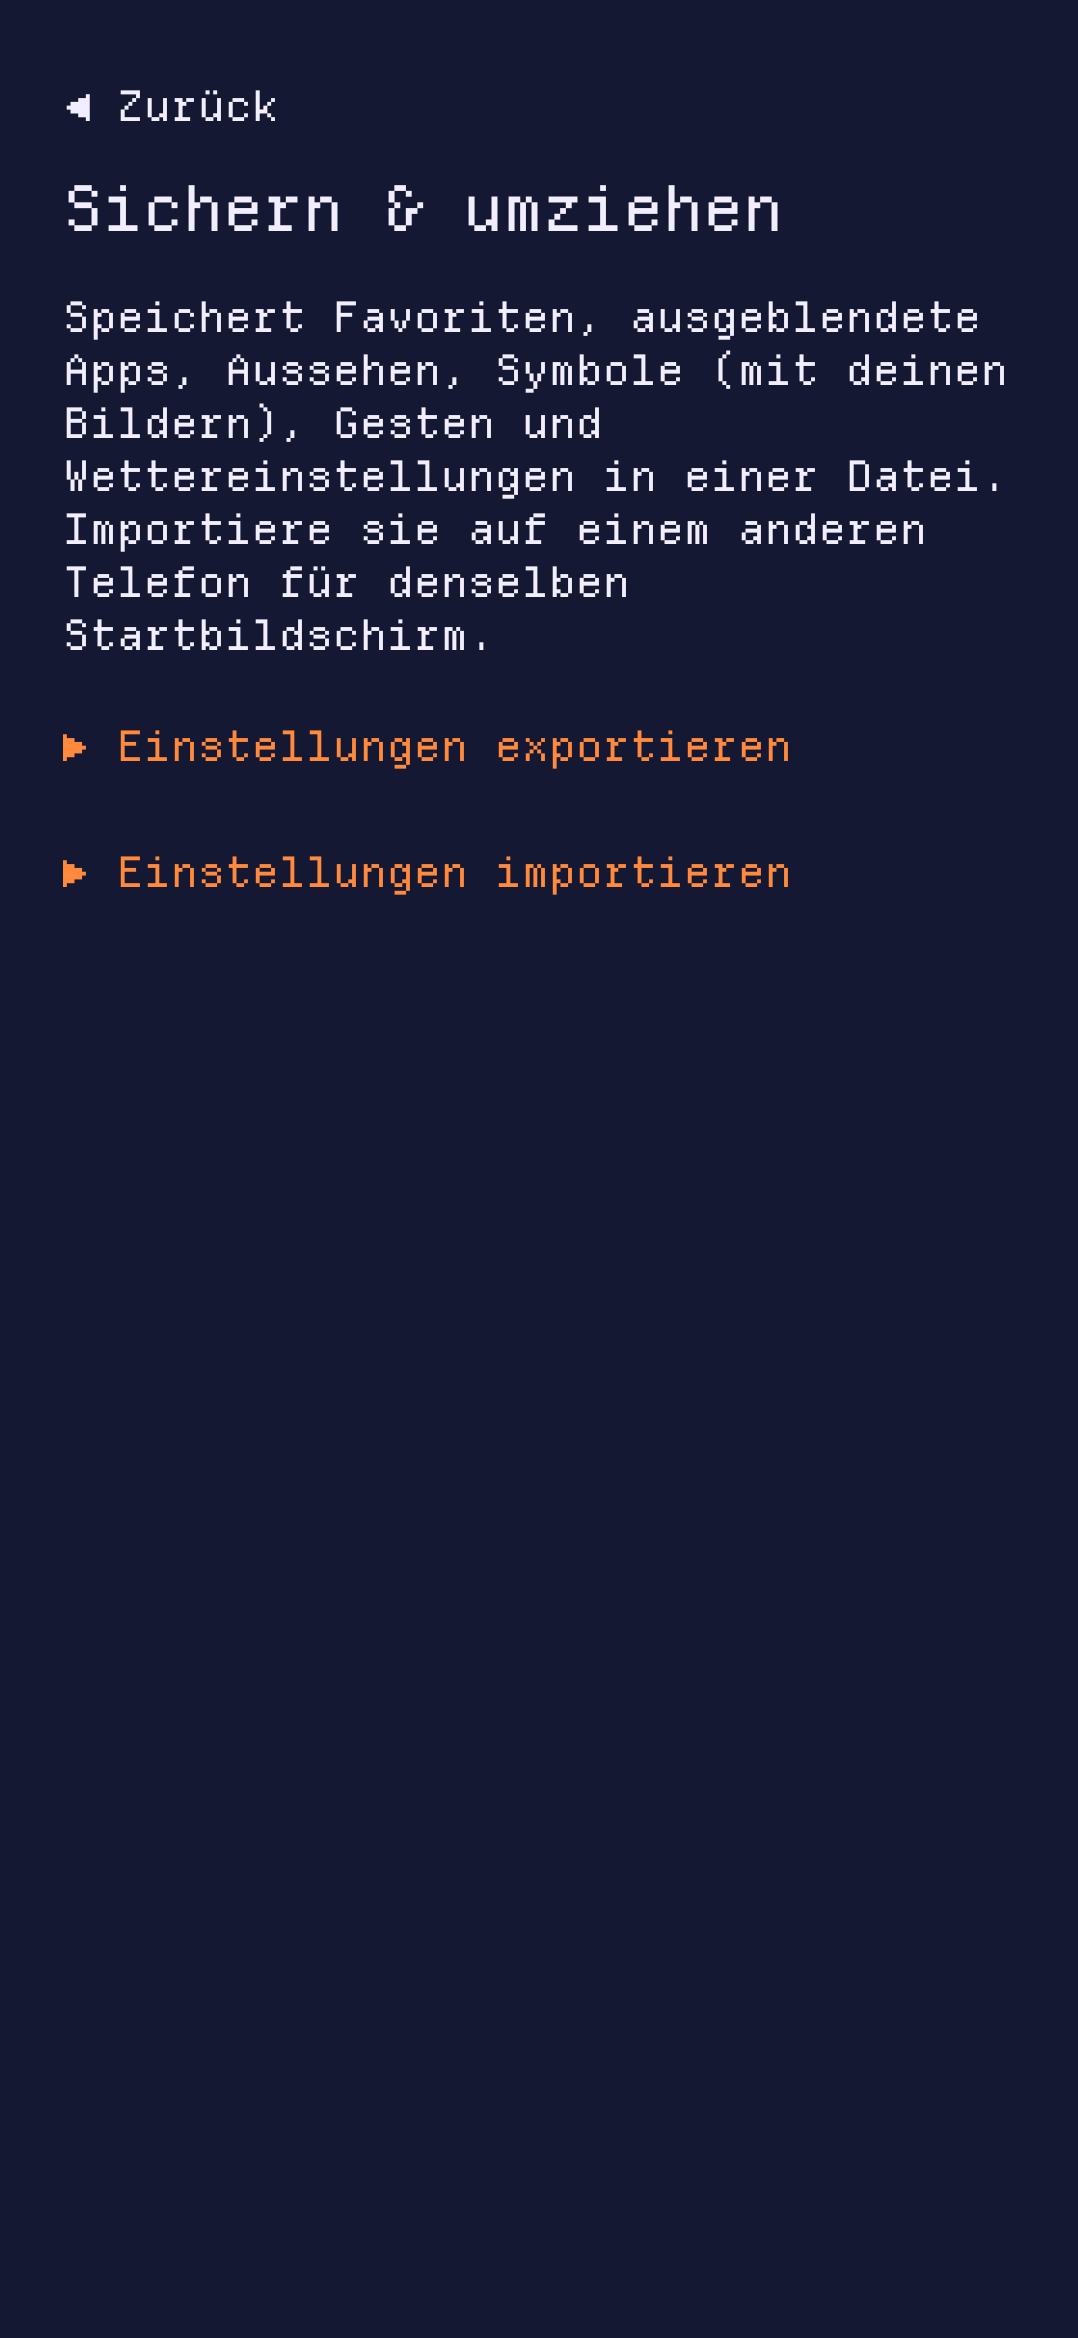 ◀ Zurück
Sichern & umziehen
Speichert Favoriten, ausgeblendete
Apps, Aussehen, Symbole (mit deinen
Bildern), Gesten und
Wettereinstellungen in einer Datei.
Importiere sie auf einem anderen
Telefon für denselben
Startbildschirm.
▶ Einstellungen exportieren
▶ Einstellungen importieren